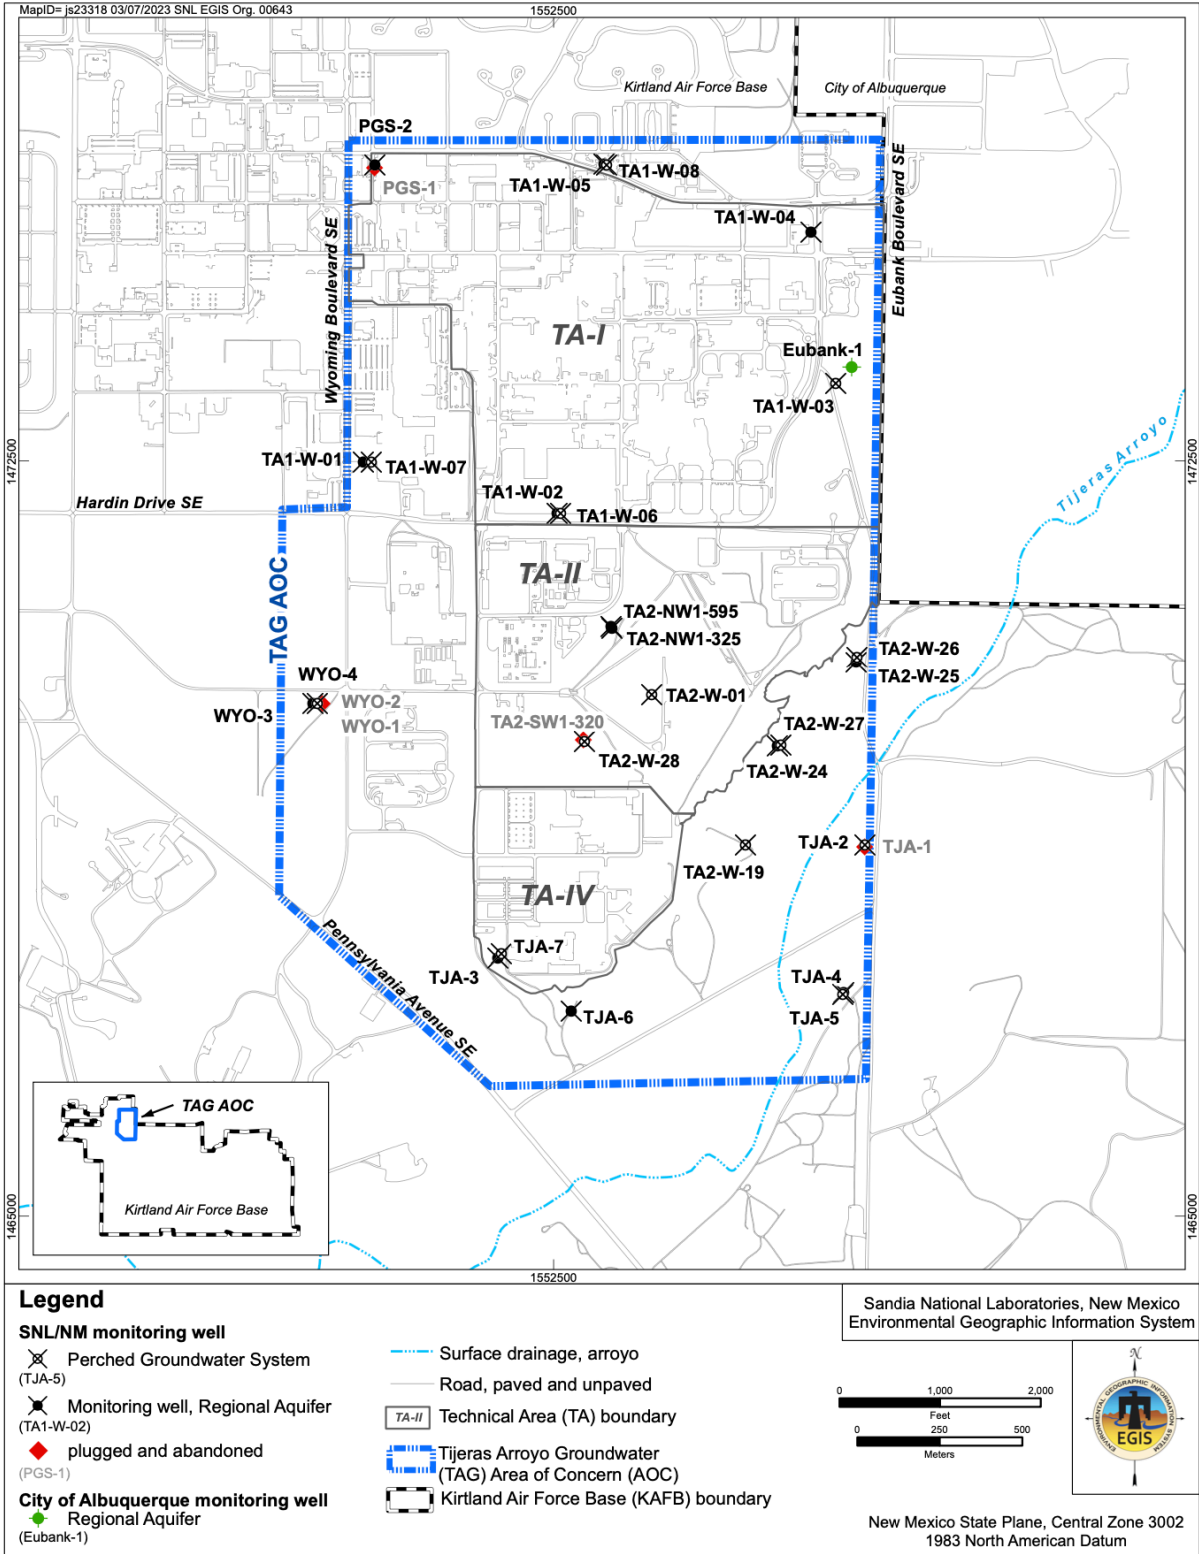 MapID= js23318 03/07/2023 SNL EGIS Org. 00643
1552500
Kirtland Air Force Base
City of Albuquerque
PGS-2
PGS-1
TA1-W-05
TA1-W-08
TA1-W-04
Wyoming Boulevard SE
Eubank Boulevard SE
TA-I
Eubank-1
TA1-W-03
Tijeras Arroyo
1472500
1472500
TA1-W-01
TA1-W-07
Hardin Drive SE
TA1-W-02
TA1-W-06
TAG AOC
TA-II
TA2-NW1-595
TA2-NW1-325
TA2-W-26
TA2-W-25
WYO-4
WYO-3
WYO-2
WYO-1
TA2-W-01
TA2-SW1-320
TA2-W-28
TA2-W-27
TA2-W-24
TJA-2
TJA-1
TA2-W-19
TA-IV
Pennsylvania Avenue SE
TJA-7
TJA-3
TJA-4
TJA-5
TJA-6
TAG AOC
Kirtland Air Force Base
1465000
1465000
1552500
Legend
SNL/NM monitoring well
Perched Groundwater System
(TJA-5)
Monitoring well, Regional Aquifer
(TA1-W-02)
plugged and abandoned
(PGS-1)
City of Albuquerque monitoring well
Regional Aquifer
(Eubank-1)
Surface drainage, arroyo
Road, paved and unpaved
TA-II
Technical Area (TA) boundary
Tijeras Arroyo Groundwater
(TAG) Area of Concern (AOC)
Kirtland Air Force Base (KAFB) boundary
Sandia National Laboratories, New Mexico
Environmental Geographic Information System
0 1,000 2,000
Feet
0 250 500
Meters
N
ENVIRONMENTAL GEOGRAPHIC INFORMATION SYSTEM
EGIS
New Mexico State Plane, Central Zone 3002
1983 North American Datum